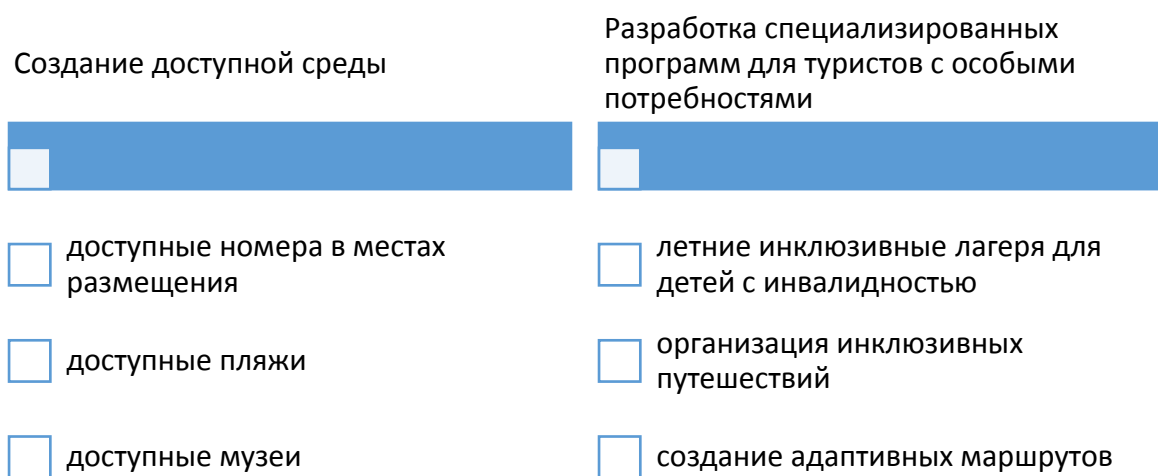 Создание доступной среды
Разработка специализированных
программ для туристов с особыми
потребностями
доступные номера в местах
размещения
доступные пляжи
доступные музеи
летние инклюзивные лагеря для
детей с инвалидностью
организация инклюзивных
путешествий
создание адаптивных маршрутов